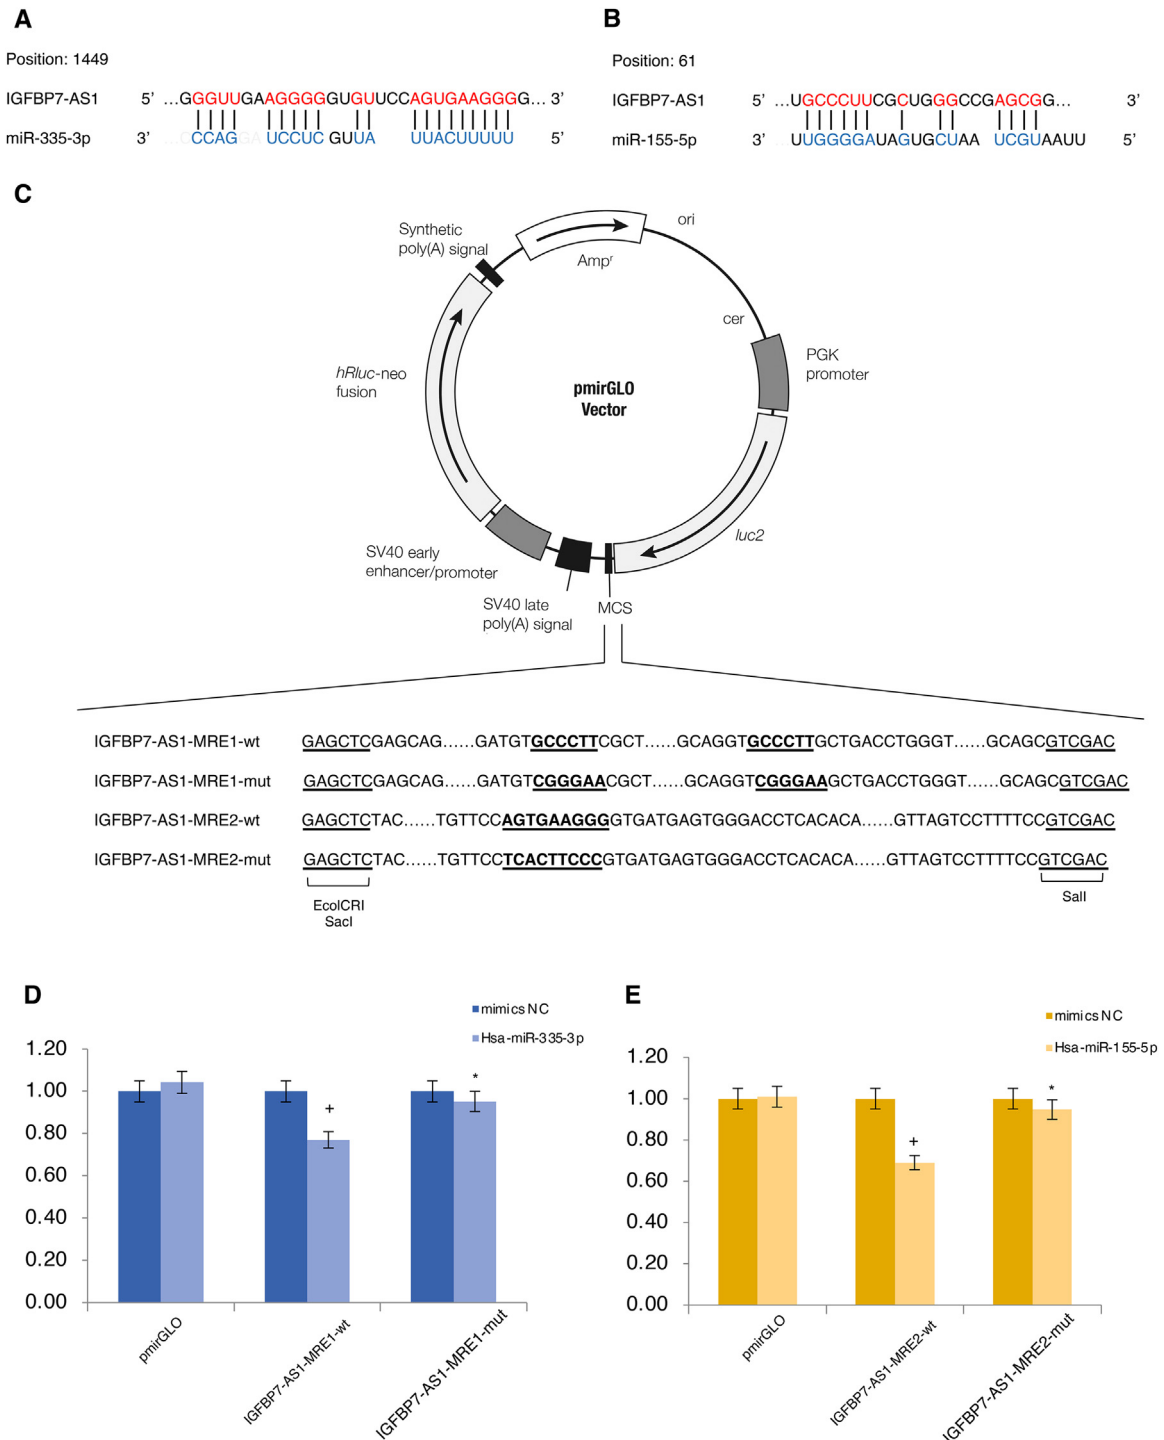 A
Position: 1449
IGFBP7-AS1 5’ ...GGGUUGAAGGGGGUGUUCCAGUGAAGGGG... 3’
miR-335-3p 3’ ...CCCAGGAUCCUC GUUA UUACUUUUU 5’
B
Position: 61
IGFBP7-AS1 5’ ...UGCCCUUCGCUGGGCCGAGCGG... 3’
miR-155-5p 3’ UUGGGGAUAGUGCUAA UCGUAAUU 5’
C
Synthetic
poly(A) signal
Ampʳ
ori
cer
PGK
promoter
hRluc-neo
fusion
pmirGLO
Vector
luc2
SV40 early
enhancer/promoter
SV40 late
poly(A) signal
MCS
IGFBP7-AS1-MRE1-wt GAGCTCGAGCAG......GATGTGCCCTTCGCT......GCAGGTGCCCTTGCTGACCTGGGT......GCAGCGTCGAC
IGFBP7-AS1-MRE1-mut GAGCTCGAGCAG......GATGTCGGGAACGCT......GCAGGTCGGGAAGCTGACCTGGGT......GCAGCGTCGAC
IGFBP7-AS1-MRE2-wt GAGCTCTAC......TGTTCCAGTGAAGGGGTGATGAGTGGGACCTCACACA......GTTAGTCCTTTTCCGTCGAC
IGFBP7-AS1-MRE2-mut GAGCTCTAC......TGTTCCTCACTTCCCGTGATGAGTGGGACCTCACACA......GTTAGTCCTTTTCCGTCGAC
EcolCRI
SacI
SalI
D
mimics NC
Hsa-miR-335-3p
1.20
1.00
0.80
0.60
0.40
0.20
0.00
+
*
pmirGLO
IGFBP7-AS1-MRE1-wt
IGFBP7-AS1-MRE1-mut
E
mimics NC
Hsa-miR-155-5p
1.20
1.00
0.80
0.60
0.40
0.20
0.00
+
*
pmirGLO
IGFBP7-AS1-MRE2-wt
IGFBP7-AS1-MRE2-mut